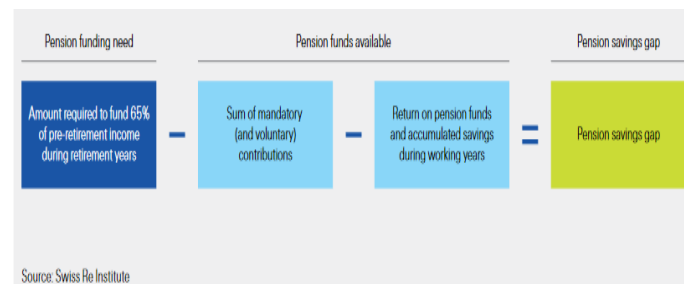 Pension funding need
Pension funds available
Pension savings gap
Amount required to fund 65%
of pre-retirement income
during retirement years
–
Sum of mandatory
(and voluntary)
contributions
–
Return on pension funds
and accumulated savings
during working years
=
Pension savings gap
Source: Swiss Re Institute